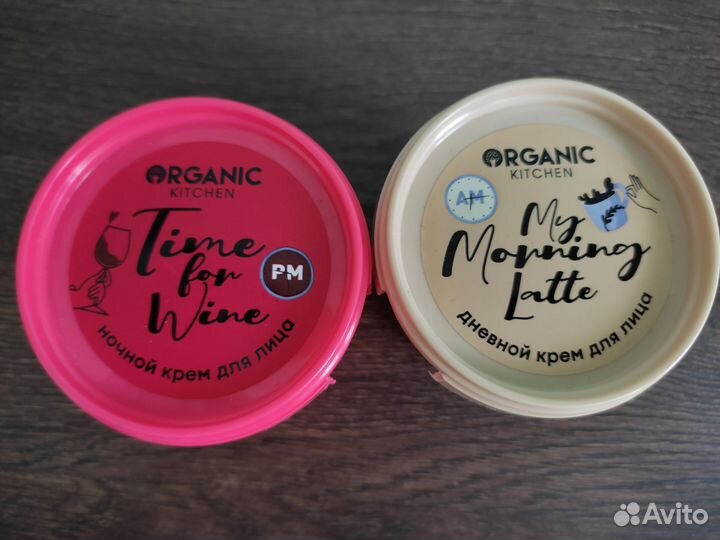 ORGANIC
KITCHEN
Time
for
Wine
PM
ночной крем для лица
ORGANIC
KITCHEN
AM
My
Morning
Latte
дневной крем для лица
Avito